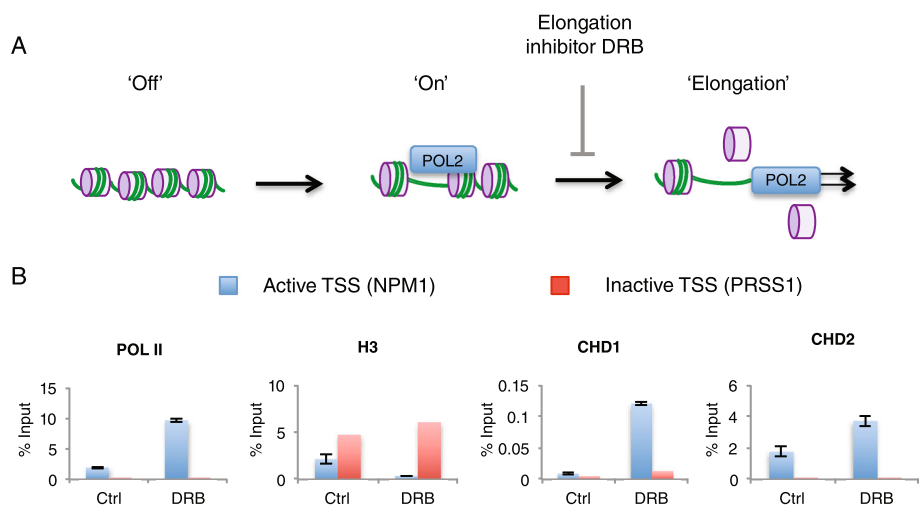 A
Elongation
inhibitor DRB
‘Off’
‘On’
‘Elongation’
POL2
POL2
B
Active TSS (NPM1)
Inactive TSS (PRSS1)
POL II
% Input
15
10
5
0
Ctrl
DRB
H3
% Input
10
5
0
Ctrl
DRB
CHD1
% Input
0.15
0.1
0.05
0
Ctrl
DRB
CHD2
% Input
6
4
2
0
Ctrl
DRB